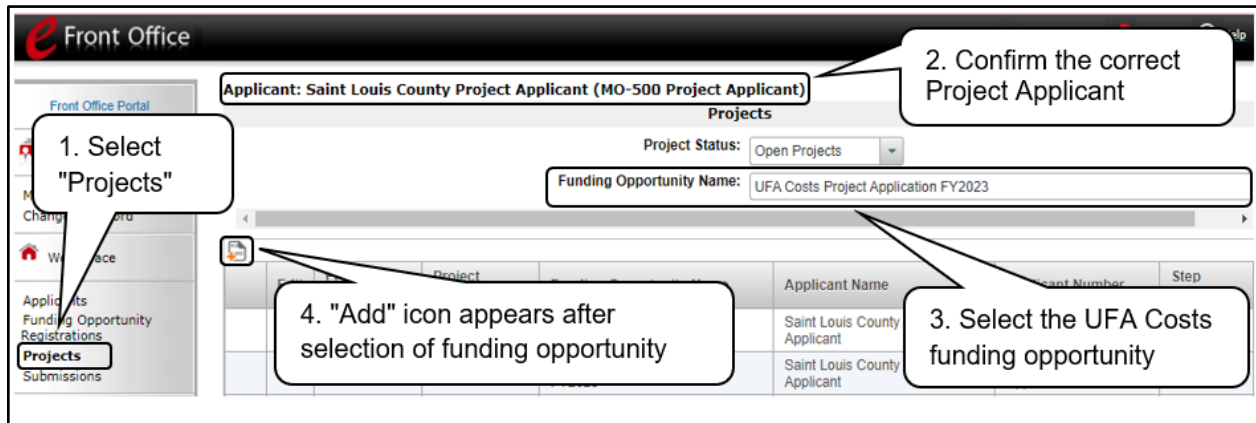 e Front Office
Help
2. Confirm the correct
Project Applicant
Applicant: Saint Louis County Project Applicant (MO-500 Project Applicant)
Front Office Portal
Projects
1. Select
"Projects"
Project Status: Open Projects
Funding Opportunity Name: UFA Costs Project Application FY2023
Applicants
Funding Opportunity
Registrations
Projects
Submissions
Project
Applicant Name
Step
4. "Add" icon appears after
selection of funding opportunity
3. Select the UFA Costs
funding opportunity
Saint Louis County
Applicant
Saint Louis County
Applicant